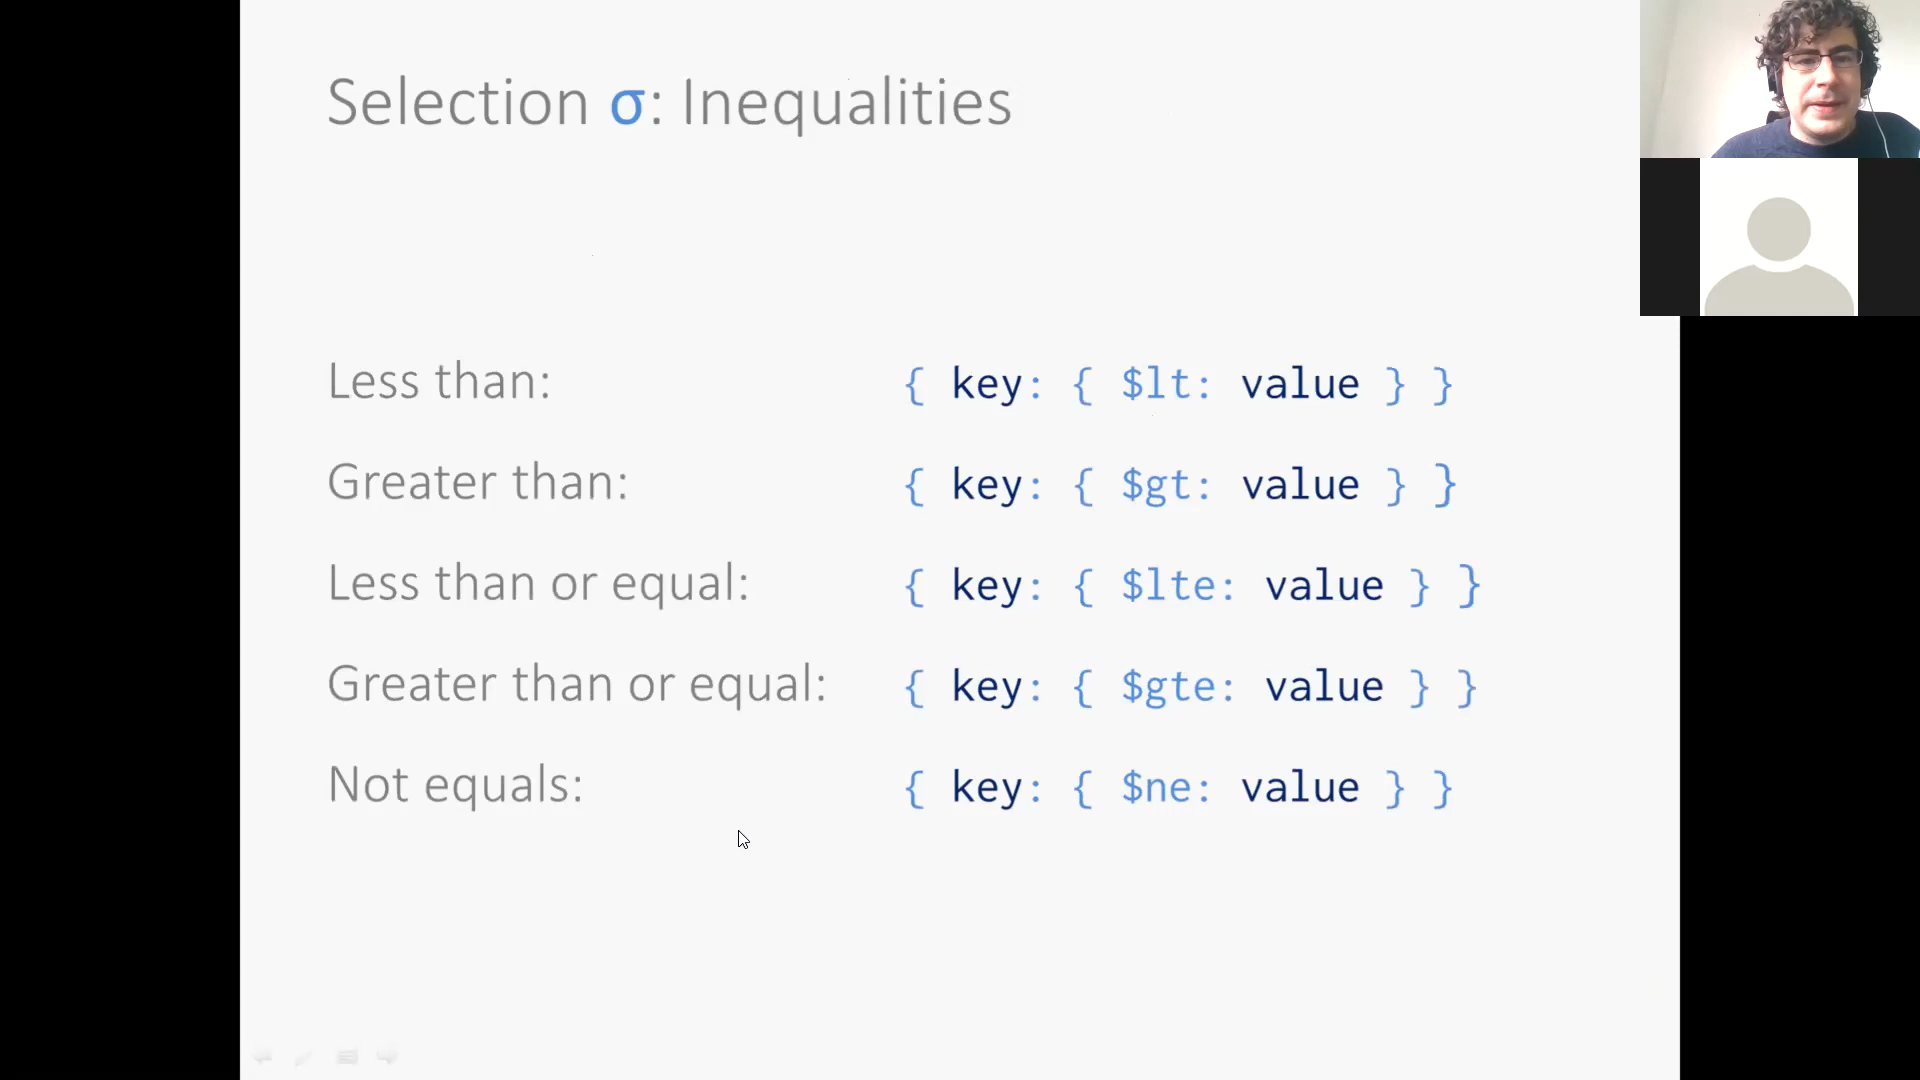 Selection σ: Inequalities
Less than: { key: { $lt: value } }
Greater than: { key: { $gt: value } }
Less than or equal: { key: { $lte: value } }
Greater than or equal: { key: { $gte: value } }
Not equals: { key: { $ne: value } }